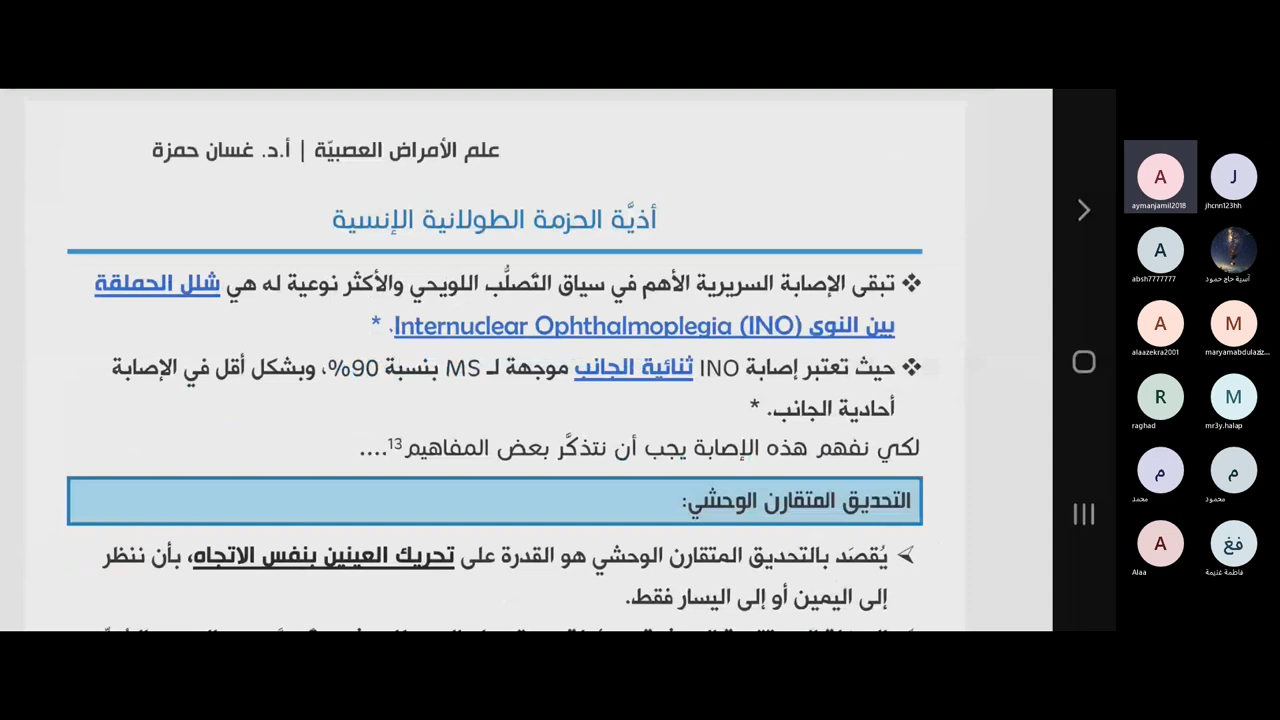 علم الأمراض العصبيّة | أ.د. غسان حمزة
أذيَّة الحزمة الطولانية الإنسية
❖ تبقى الإصابة السريرية الأهم في سياق التّصلُّب اللويحي والأكثر نوعية له هي شلل الحملقة
بين النوى Internuclear Ophthalmoplegia (INO). *
❖ حيث تعتبر إصابة INO ثنائية الجانب موجهة لـ MS بنسبة 90%، وبشكل أقل في الإصابة
أحادية الجانب. *
لكي نفهم هذه الإصابة يجب أن نتذكَّر بعض المفاهيم13....
التحديق المتقارن الوحشي:
يُقصَد بالتحديق المتقارن الوحشي هو القدرة على تحريك العينين بنفس الاتجاه، بأن ننظر
إلى اليمين أو إلى اليسار فقط.
A
J
aymanjamil2018
jhcnn123hh
A
absh7777777
آسية حاج حمود
A
M
alaazekra2001
maryamabdulaziz...
R
M
raghad
mr3y.halap
م
م
محمد
محمود
A
فغ
Alaa
فاطمة غنيمة